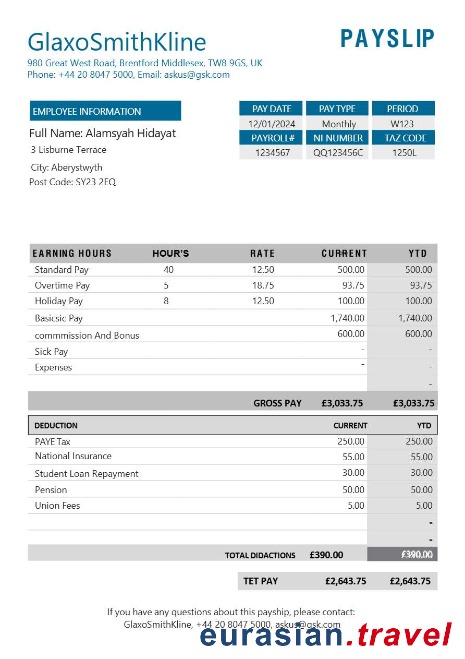 GlaxoSmithKline
PAYSLIP
980 Great West Road, Brentford Middlesex, TW8 9GS, UK
Phone: +44 20 8047 5000, Email: askus@gsk.com
EMPLOYEE INFORMATION
PAY DATE PAY TYPE PERIOD
12/01/2024 Monthly W123
Full Name: Alamsyah Hidayat
PAYROLL# NI NUMBER TAZ CODE
3 Lisburne Terrace
1234567 QQ123456C 1250L
City: Aberystwyth
Post Code: SY23 2EQ
EARNING HOURS HOUR'S RATE CURRENT YTD
Standard Pay 40 12.50 500.00 500.00
Overtime Pay 5 18.75 93.75 93.75
Holiday Pay 8 12.50 100.00 100.00
Basicsic Pay 1,740.00 1,740.00
commmission And Bonus 600.00 600.00
Sick Pay - -
Expenses - -
-
GROSS PAY £3,033.75 £3,033.75
DEDUCTION CURRENT YTD
PAYE Tax 250.00 250.00
National Insurance 55.00 55.00
Student Loan Repayment 30.00 30.00
Pension 50.00 50.00
Union Fees 5.00 5.00
-
-
TOTAL DIDACTIONS £390.00 £390.00
TET PAY £2,643.75 £2,643.75
If you have any questions about this payship, please contact:
GlaxoSmithKline, +44 20 8047 5000, askus@gsk.com
eurasian.travel